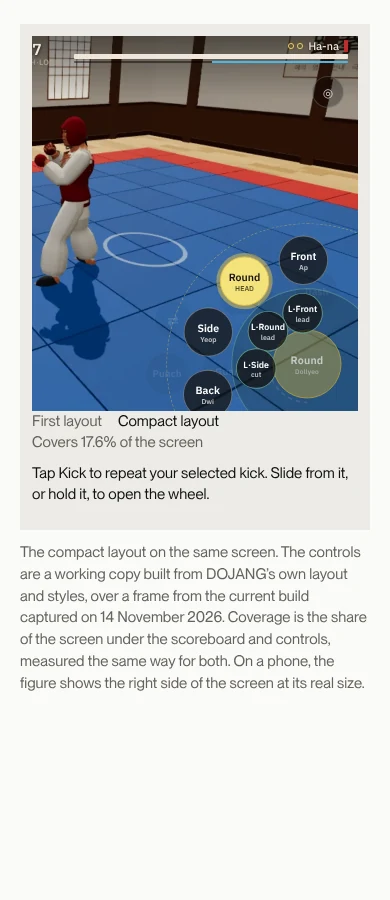 7
Ha-na
Front
Ap
Round
HEAD
L-Front
lead
Side
Yeop
L-Round
lead
L-Side
cut
Round
Dollyeo
Punch
Back
Dwi
First layout Compact layout
Covers 17.6% of the screen
Tap Kick to repeat your selected kick. Slide from it,
or hold it, to open the wheel.
The compact layout on the same screen. The controls
are a working copy built from DOJANG's own layout
and styles, over a frame from the current build
captured on 14 November 2026. Coverage is the share
of the screen under the scoreboard and controls,
measured the same way for both. On a phone, the
figure shows the right side of the screen at its real size.